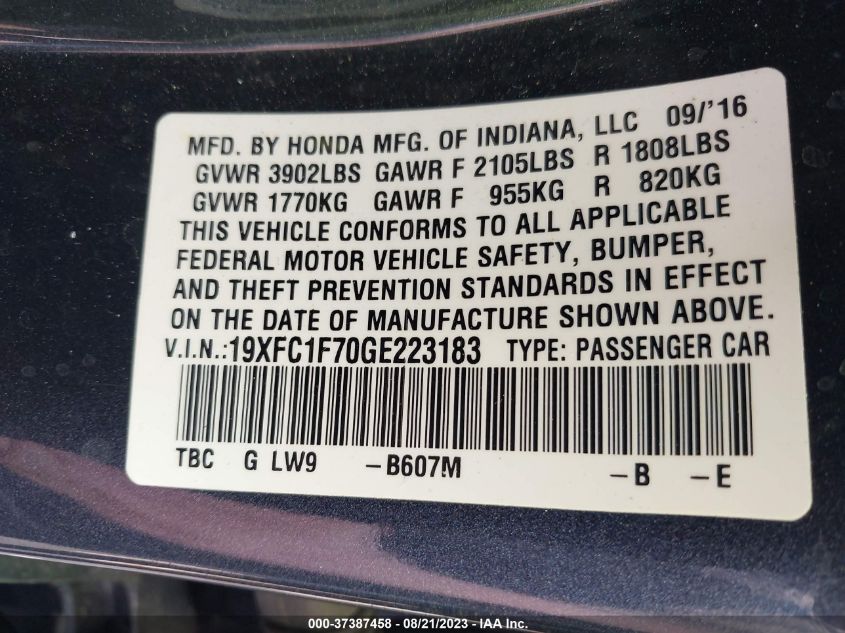 MFD. BY HONDA MFG. OF INDIANA, LLC 09/'16
GVWR 3902LBS GAWR F 2105LBS R 1808LBS
GVWR 1770KG GAWR F 955KG R 820KG
THIS VEHICLE CONFORMS TO ALL APPLICABLE
FEDERAL MOTOR VEHICLE SAFETY, BUMPER,
AND THEFT PREVENTION STANDARDS IN EFFECT
ON THE DATE OF MANUFACTURE SHOWN ABOVE.
V.I.N.:19XFC1F70GE223183 TYPE: PASSENGER CAR
TBC G LW9 -B607M -B -E
000-37387458 - 08/21/2023 - IAA Inc.